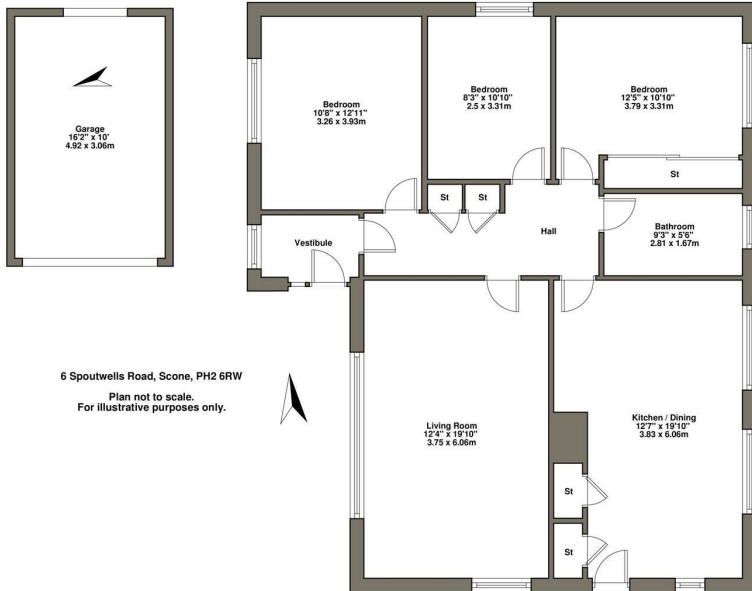 Garage
16'2" x 10'
4.92 x 3.06m
Bedroom
10'8" x 12'11"
3.26 x 3.93m
Bedroom
8'3" x 10'10"
2.5 x 3.31m
Bedroom
12'5" x 10'10"
3.79 x 3.31m
St
St
St
Vestibule
Hall
Bathroom
9'3" x 5'6"
2.81 x 1.67m
6 Spoutwells Road, Scone, PH2 6RW
Plan not to scale.
For illustrative purposes only.
Living Room
12'4" x 19'10"
3.75 x 6.06m
Kitchen / Dining
12'7" x 19'10"
3.83 x 6.06m
St
St